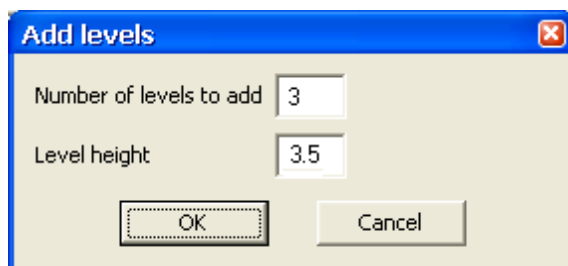 Add levels
Number of levels to add 3
Level height 3.5
OK Cancel